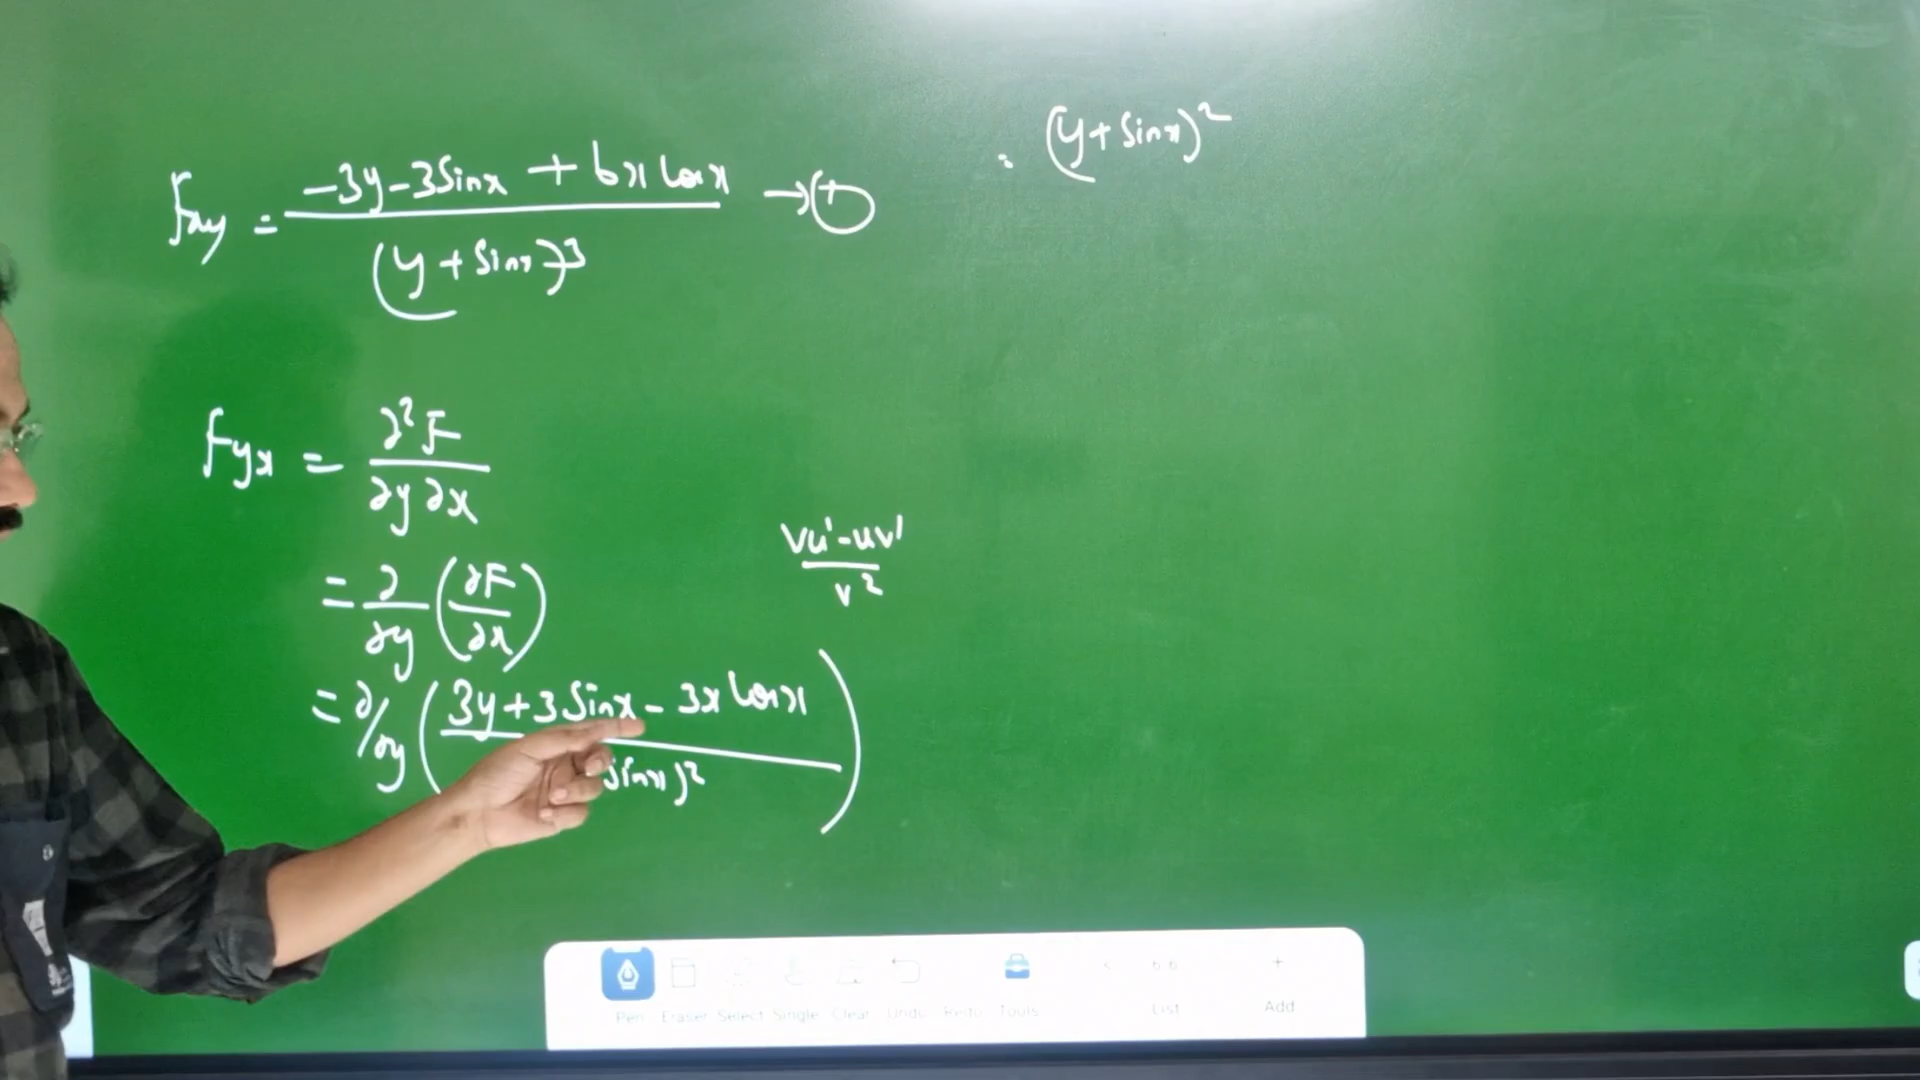 (y + sinx)²
Fxy = (-3y - 3sinx + 6x cosx) / (y + sinx)³ → ①
Fyx = ∂²F / ∂y ∂x
(vu' - uv') / v²
= ∂/∂y (∂F/∂x)
= ∂/∂y ((3y + 3sinx - 3x cosx) / sinx)²)
Pen Eraser Select Single Clear Undo Redo Tools List Add